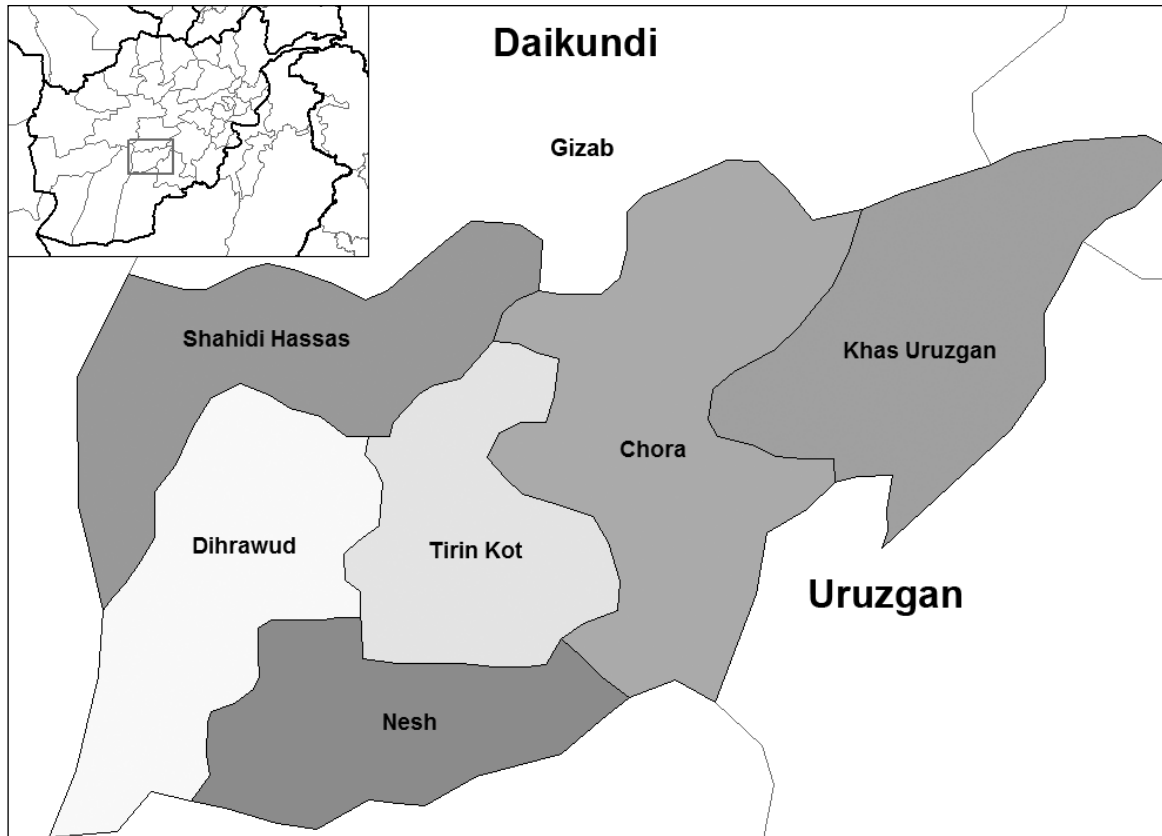 Daikundi
Gizab
Shahidi Hassas
Khas Uruzgan
Chora
Dihrawud
Tirin Kot
Uruzgan
Nesh